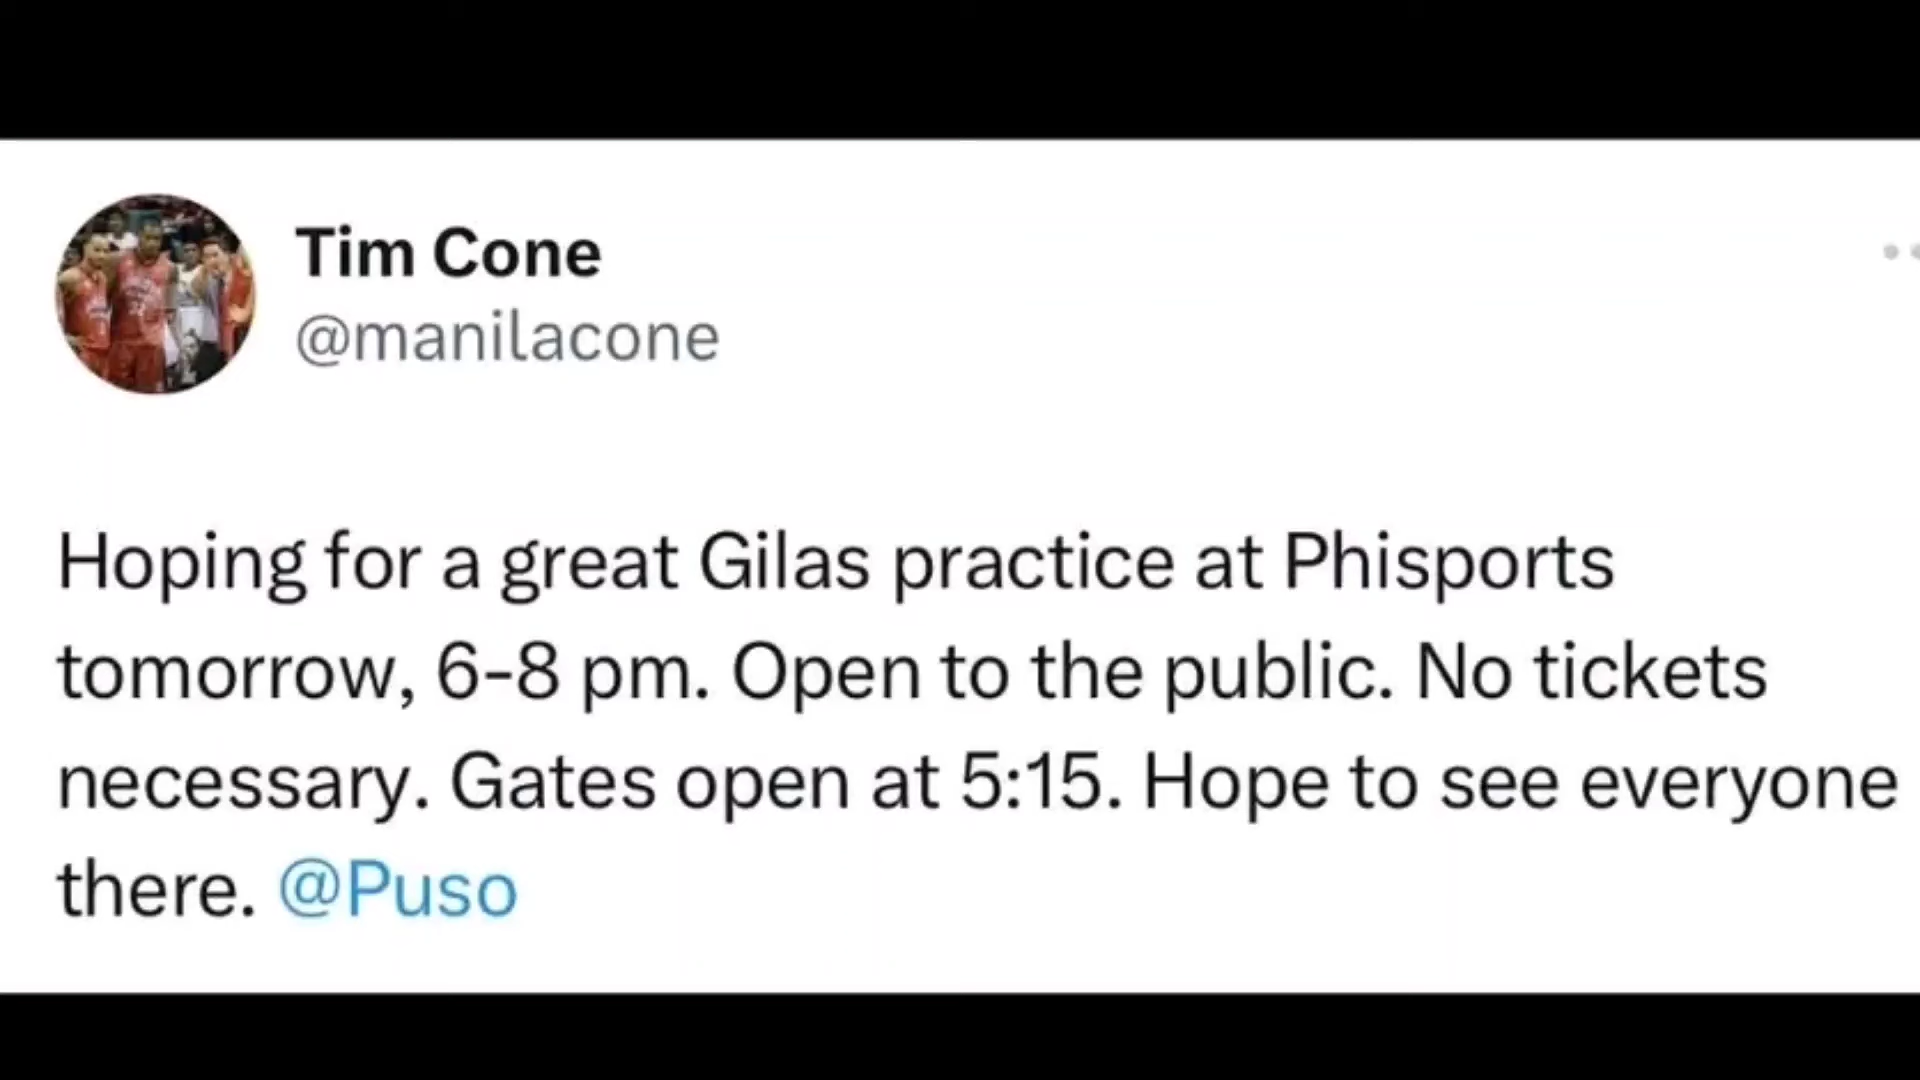 Tim Cone
@manilacone
Hoping for a great Gilas practice at Phisports
tomorrow, 6-8 pm. Open to the public. No tickets
necessary. Gates open at 5:15. Hope to see everyone
there. @Puso